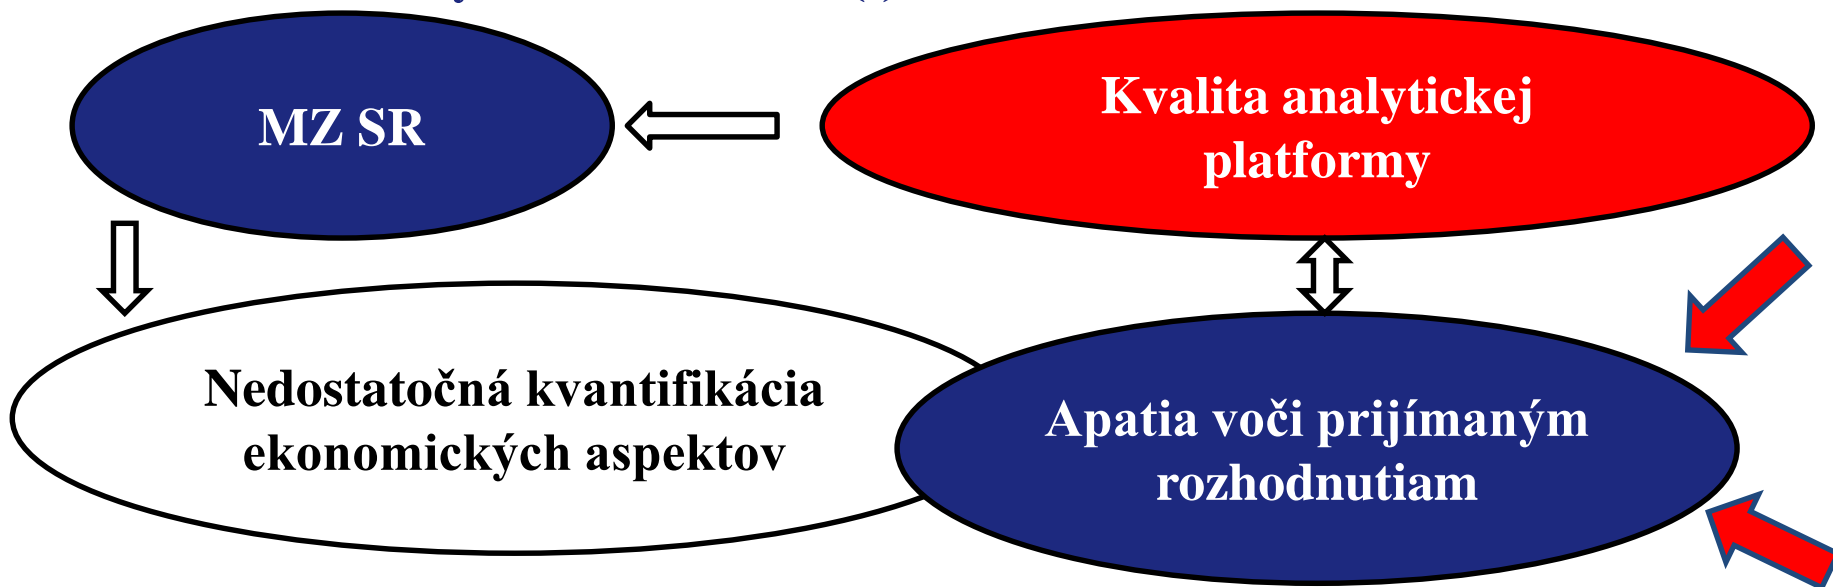 MZ SR
Kvalita analytickej
platformy
Nedostatočná kvantifikácia
ekonomických aspektov
Apatia voči prijímaným
rozhodnutiam